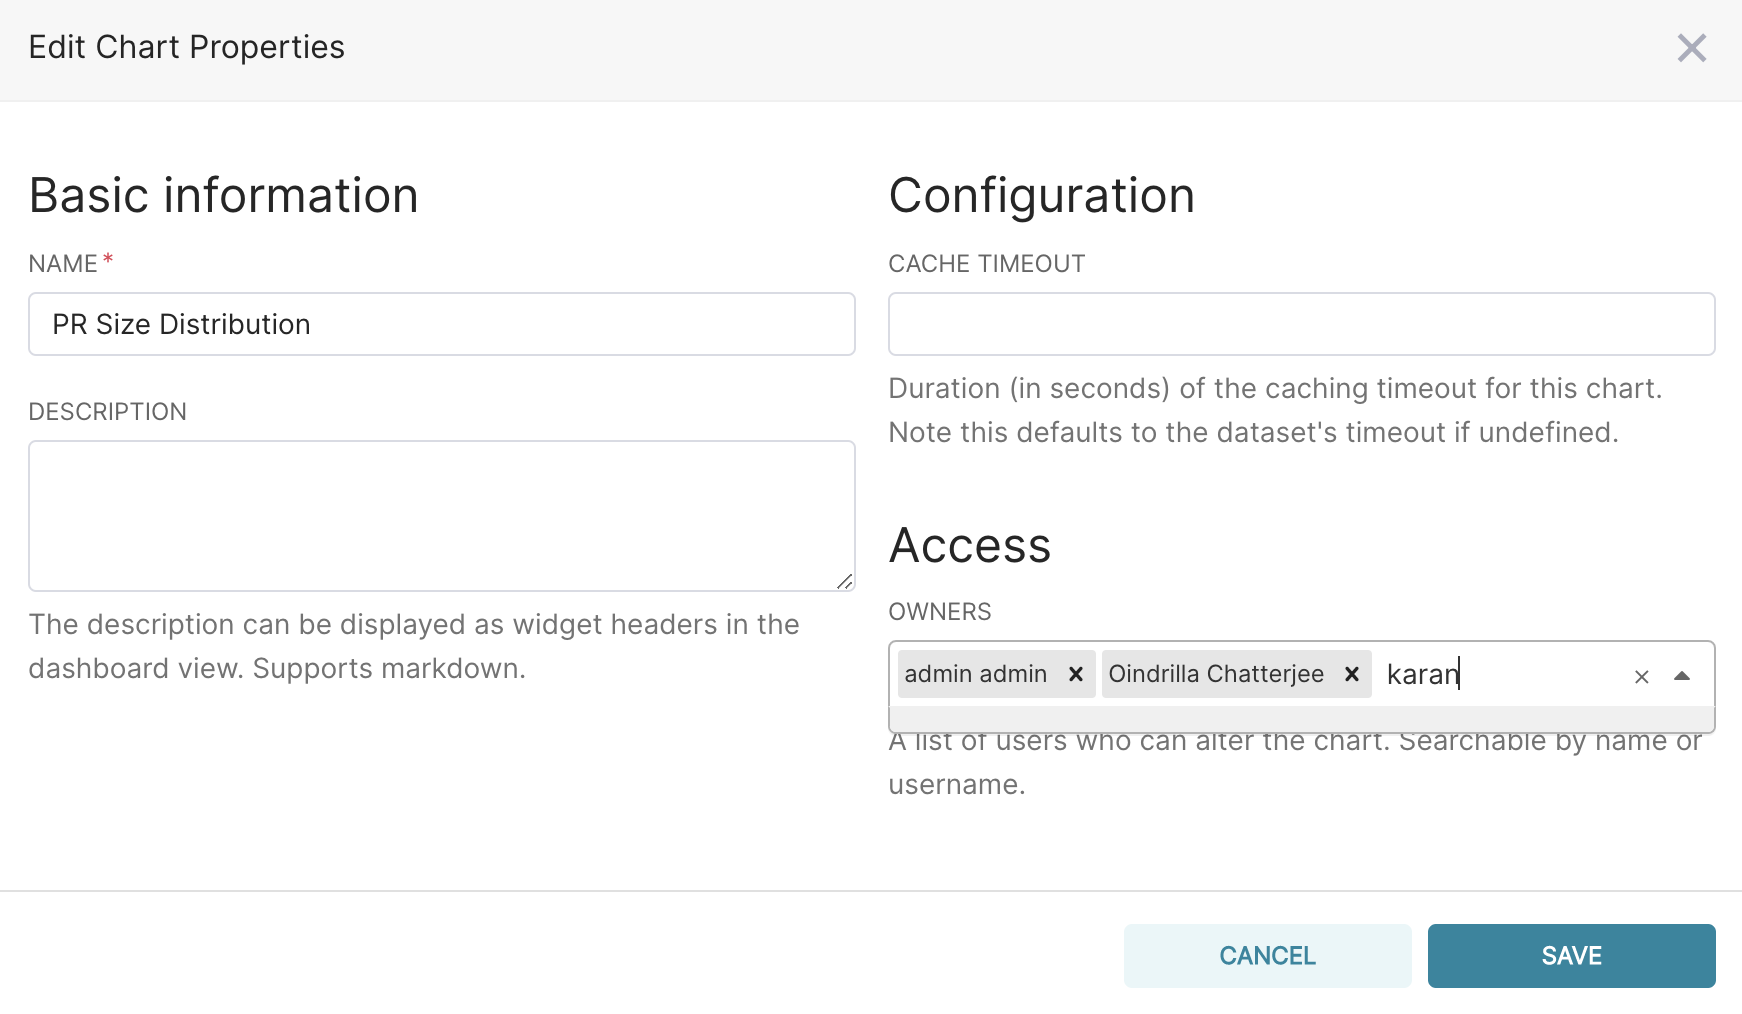 Edit Chart Properties
Basic information
NAME *
PR Size Distribution
DESCRIPTION
The description can be displayed as widget headers in the
dashboard view. Supports markdown.
Configuration
CACHE TIMEOUT
Duration (in seconds) of the caching timeout for this chart.
Note this defaults to the dataset's timeout if undefined.
Access
OWNERS
admin admin × Oindrilla Chatterjee × karan
A list of users who can alter the chart. Searchable by name or
username.
CANCEL SAVE